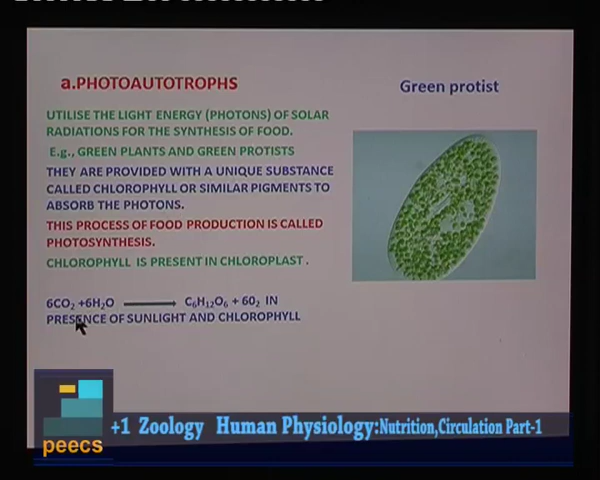 a.PHOTOAUTOTROPHS
Green protist
UTILISE THE LIGHT ENERGY (PHOTONS) OF SOLAR
RADIATIONS FOR THE SYNTHESIS OF FOOD.
E.g., GREEN PLANTS AND GREEN PROTISTS
THEY ARE PROVIDED WITH A UNIQUE SUBSTANCE
CALLED CHLOROPHYLL OR SIMILAR PIGMENTS TO
ABSORB THE PHOTONS.
THIS PROCESS OF FOOD PRODUCTION IS CALLED
PHOTOSYNTHESIS.
CHLOROPHYLL IS PRESENT IN CHLOROPLAST .
6CO₂ +6H₂O ⟶ C₆H₁₂O₆ + 6O₂ IN
PRESENCE OF SUNLIGHT AND CHLOROPHYLL
peecs
+1 Zoology Human Physiology:Nutrition,Circulation Part-1